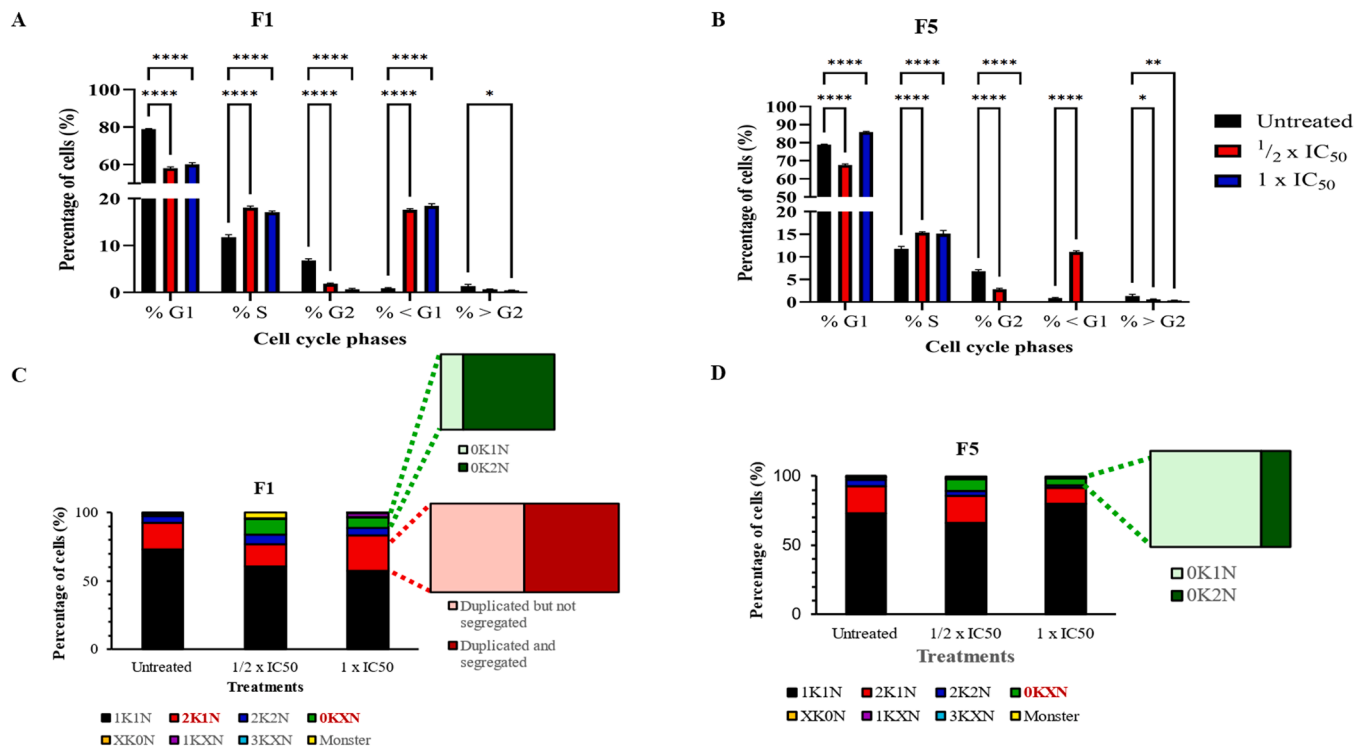 A
F1
**** **** **** ****
**** **** **** **** *
Percentage of cells (%)
100
80
60
20
10
0
% G1 % S % G2 % < G1 % > G2
Cell cycle phases
B
F5
**** **** **** **
**** **** **** **** *
Percentage of cells (%)
100
90
80
70
60
50
20
15
10
5
0
% G1 % S % G2 % < G1 % > G2
Cell cycle phases
Untreated
1/2 x IC50
1 x IC50
C
0K1N
0K2N
F1
Percentage of cells (%)
100
50
0
Untreated 1/2 x IC50 1 x IC50
Treatments
Duplicated but not
segregated
Duplicated and
segregated
1K1N 2K1N 2K2N 0KXN
XK0N 1KXN 3KXN Monster
D
F5
Percentage of cells (%)
100
50
0
Untreated 1/2 x IC50 1 x IC50
Treatments
0K1N
0K2N
1K1N 2K1N 2K2N 0KXN
XK0N 1KXN 3KXN Monster